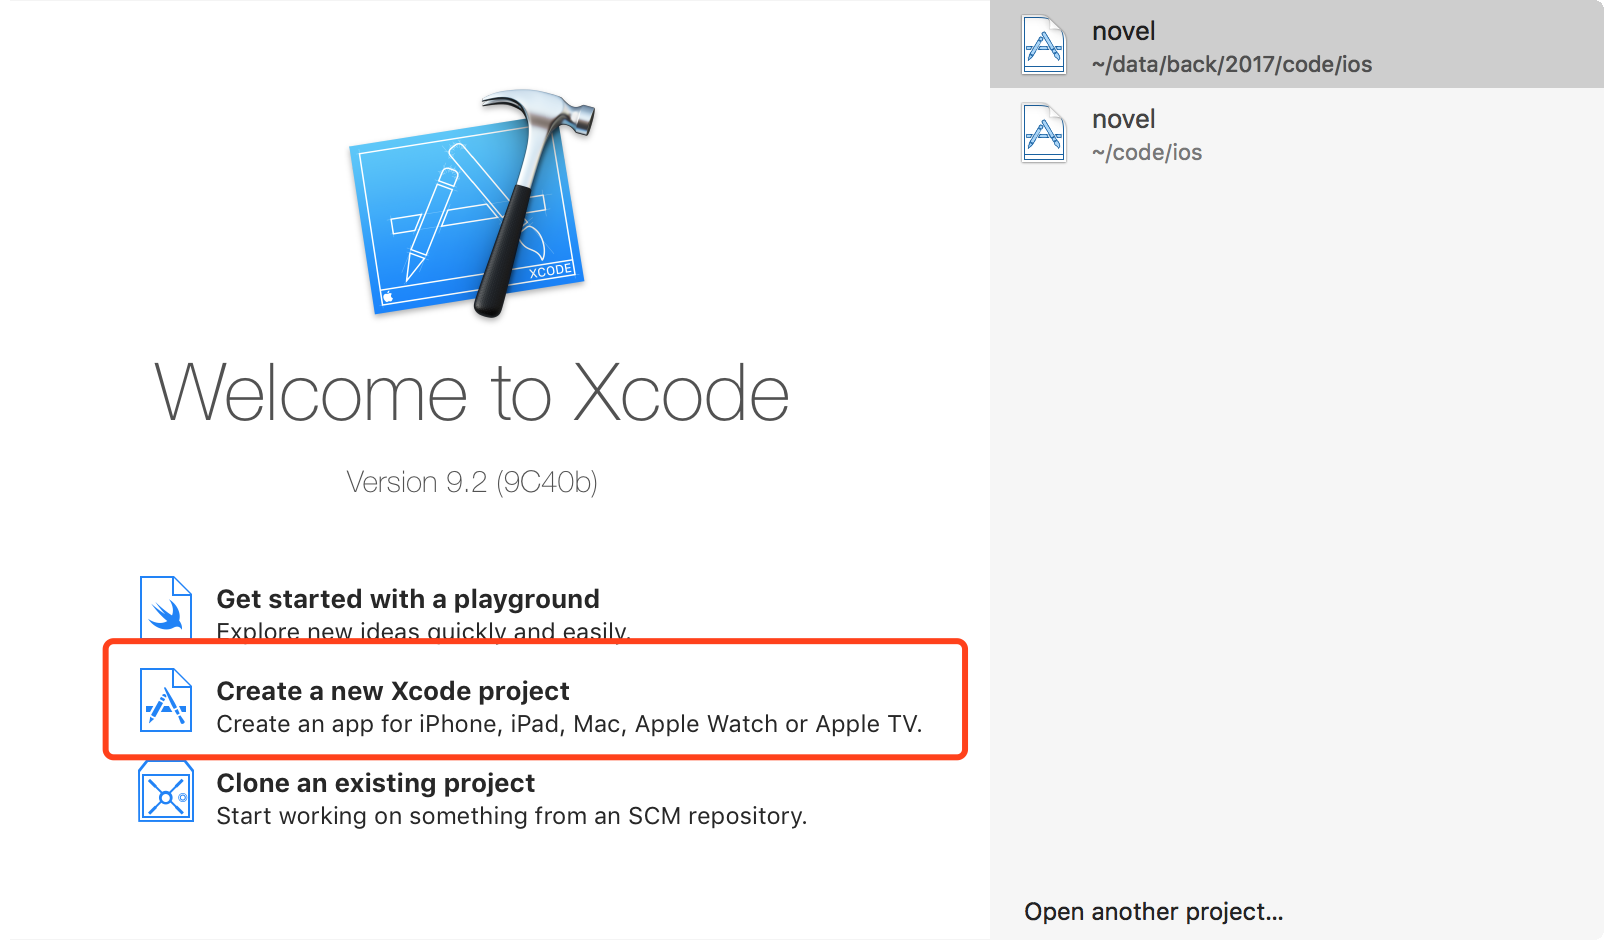 XCODE
Welcome to Xcode
Version 9.2 (9C40b)
Get started with a playground
Explore new ideas quickly and easily.
Create a new Xcode project
Create an app for iPhone, iPad, Mac, Apple Watch or Apple TV.
Clone an existing project
Start working on something from an SCM repository.
novel
~/data/back/2017/code/ios
novel
~/code/ios
Open another project...